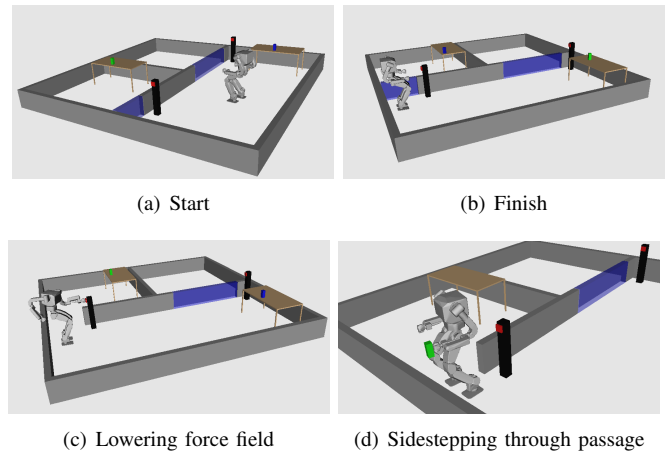 (a) Start
(b) Finish
(c) Lowering force field
(d) Sidestepping through passage